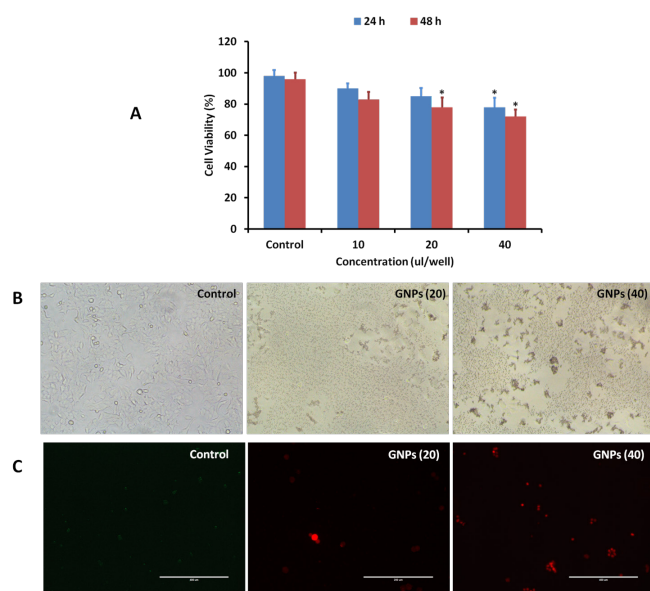 24 h 48 h
A
Cell Viability (%)
120
100
80
60
40
20
0
* * *
Control 10 20 40
Concentration (ul/well)
B
Control GNPs (20) GNPs (40)
C
Control GNPs (20) GNPs (40)